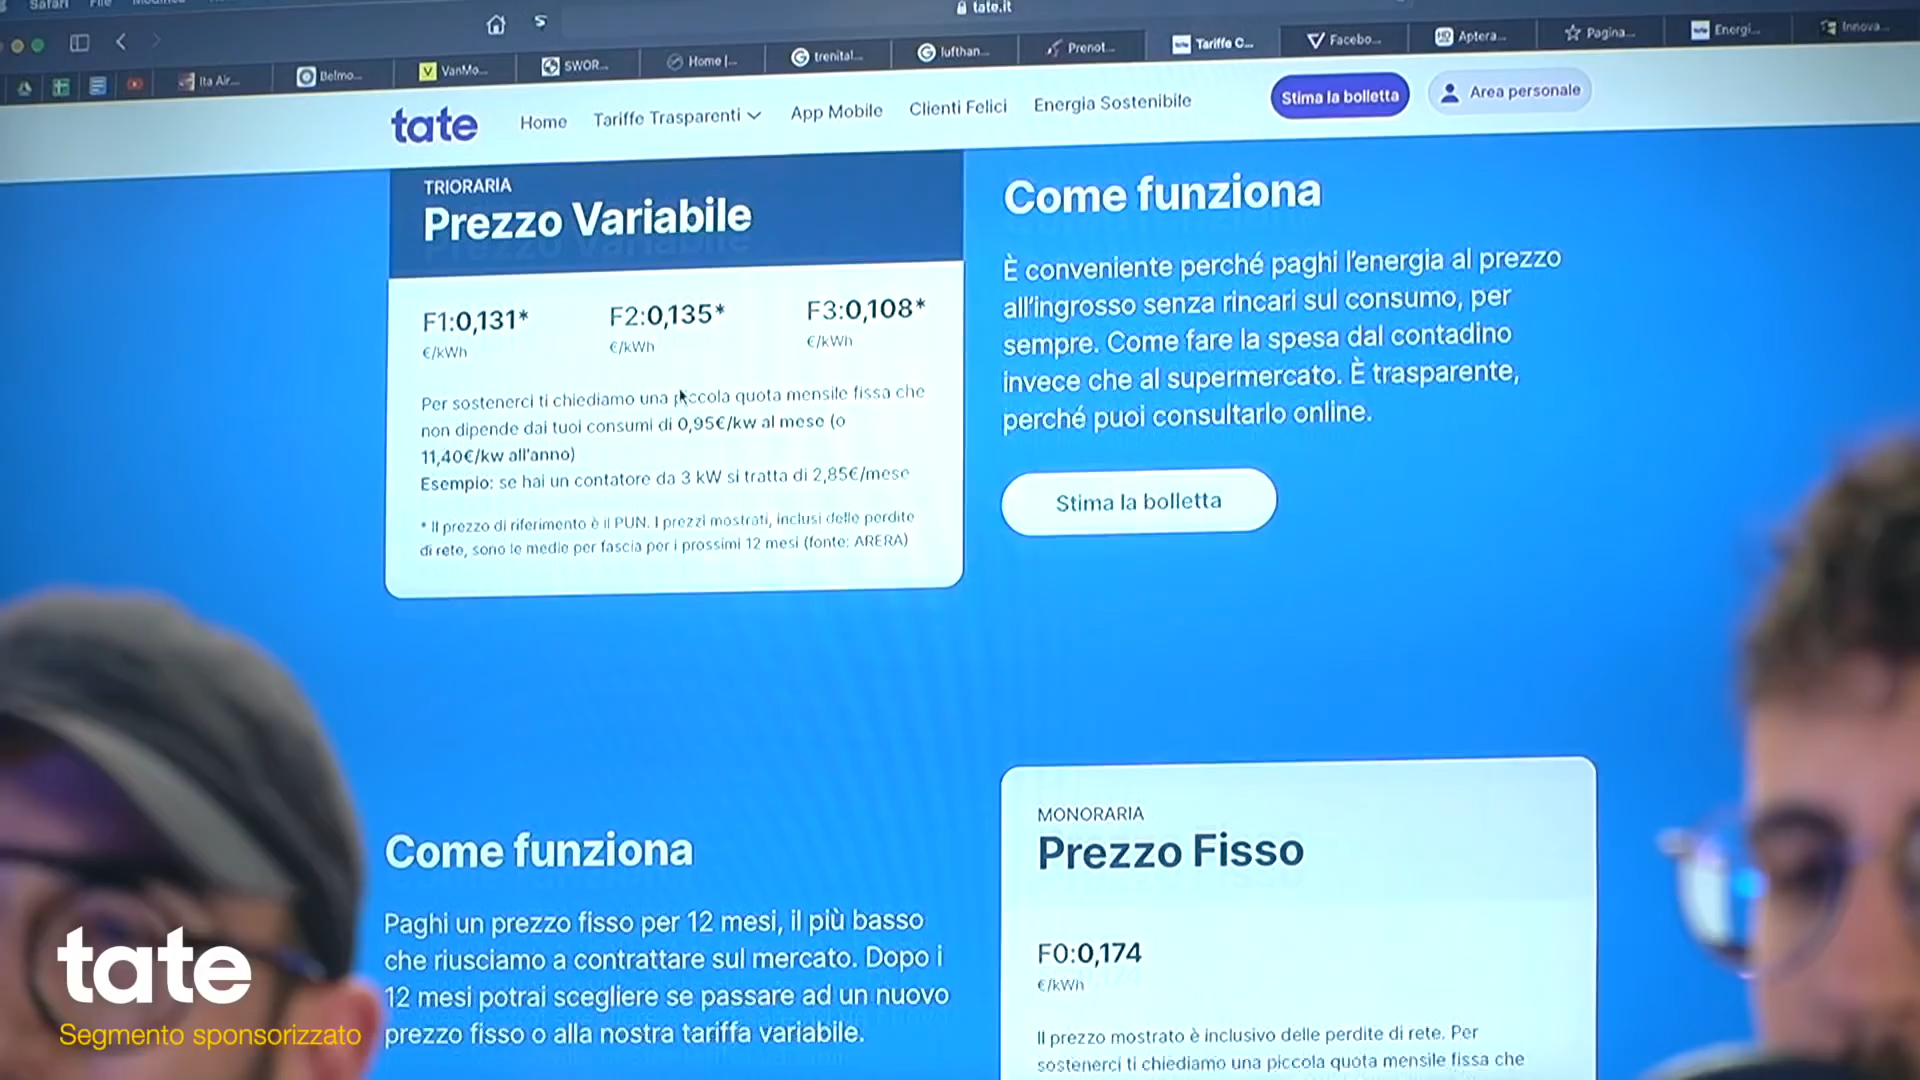 Safari File
tate.it
Ita Air...
Belmo...
VanMo...
SWOR...
Home |...
trenital...
lufthan...
Prenot...
Tariffe C...
Facebo...
Aptera...
Pagina...
Energi...
Innova...
tate
Home
Tariffe Trasparenti
App Mobile
Clienti Felici
Energia Sostenibile
Stima la bolletta
Area personale
TRIORARIA
Prezzo Variabile
F1:0,131*
€/kWh
F2:0,135*
€/kWh
F3:0,108*
€/kWh
Per sostenerci ti chiediamo una piccola quota mensile fissa che
non dipende dai tuoi consumi di 0,95€/kw al mese (o
11,40€/kw all'anno)
Esempio: se hai un contatore da 3 kW si tratta di 2,85€/mese
* Il prezzo di riferimento è il PUN. I prezzi mostrati, inclusi delle perdite
di rete, sono le medie per fascia per i prossimi 12 mesi (fonte: ARERA)
Come funziona
È conveniente perché paghi l'energia al prezzo
all'ingrosso senza rincari sul consumo, per
sempre. Come fare la spesa dal contadino
invece che al supermercato. È trasparente,
perché puoi consultarlo online.
Stima la bolletta
Come funziona
Paghi un prezzo fisso per 12 mesi, il più basso
che riusciamo a contrattare sul mercato. Dopo i
12 mesi potrai scegliere se passare ad un nuovo
prezzo fisso o alla nostra tariffa variabile.
MONORARIA
Prezzo Fisso
F0:0,174
€/kWh
Il prezzo mostrato è inclusivo delle perdite di rete. Per
sostenerci ti chiediamo una piccola quota mensile fissa che
tate
Segmento sponsorizzato